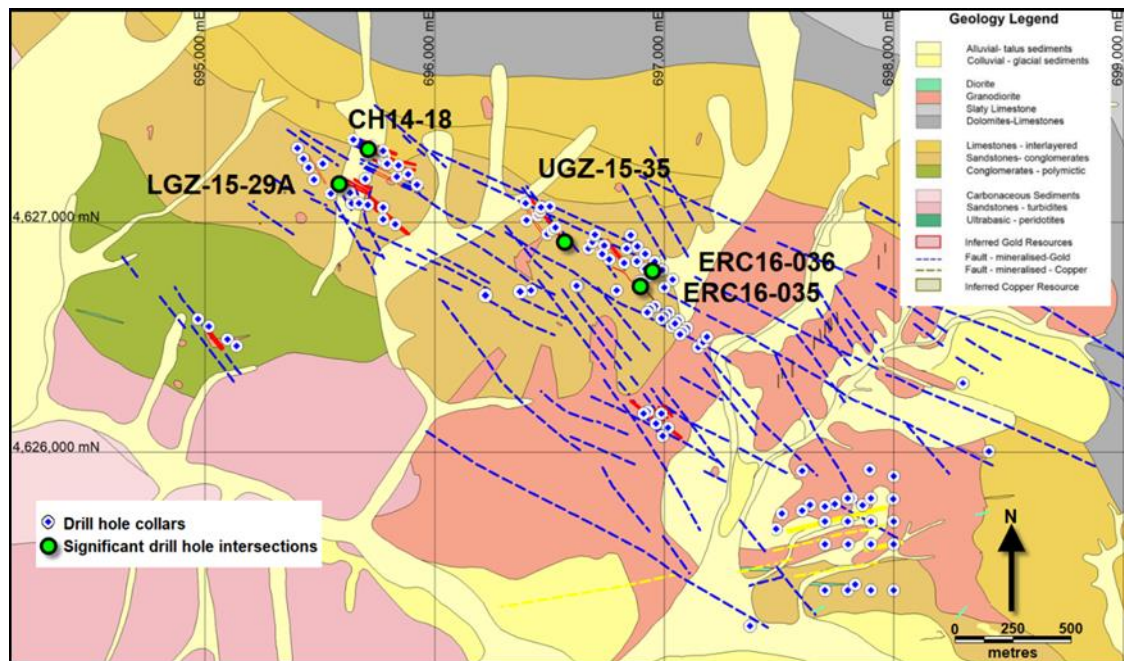 695,000 mE
696,000 mE
697,000 mE
698,000 mE
699,000 mE
Geology Legend
Alluvial- talus sediments
Colluvial - glacial sediments
Diorite
Granodiorite
Slaty Limestone
Dolomites-Limestones
Limestones - interlayered
Sandstones- conglomerates
Conglomerates - polymictic
Carbonaceous Sediments
Sandstones - turbidites
Ultrabasic - peridotites
Inferred Gold Resources
Fault - mineralised-Gold
Fault - mineralised - Copper
Inferred Copper Resource
CH14-18
LGZ-15-29A
UGZ-15-35
4,627,000 mN
ERC16-036
ERC16-035
4,626,000 mN
Drill hole collars
Significant drill hole intersections
N
0 250 500
metres